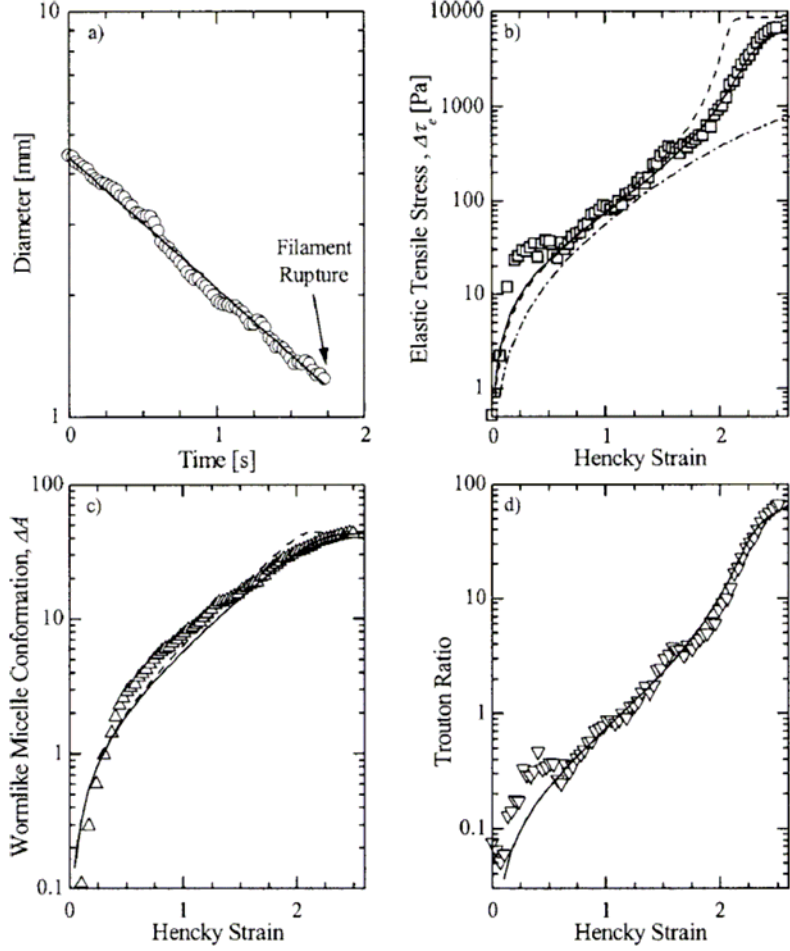 a)
10
Diameter [mm]
Filament
Rupture
1
0
1
2
Time [s]
b)
10000
1000
100
10
1
Elastic Tensile Stress , Δτₑ [Pa]
0
1
2
Hencky Strain
c)
100
10
1
0.1
Wormlike Micelle Conformation, ΔA
0
1
2
Hencky Strain
d)
100
10
1
0.1
Trouton Ratio
0
1
2
Hencky Strain